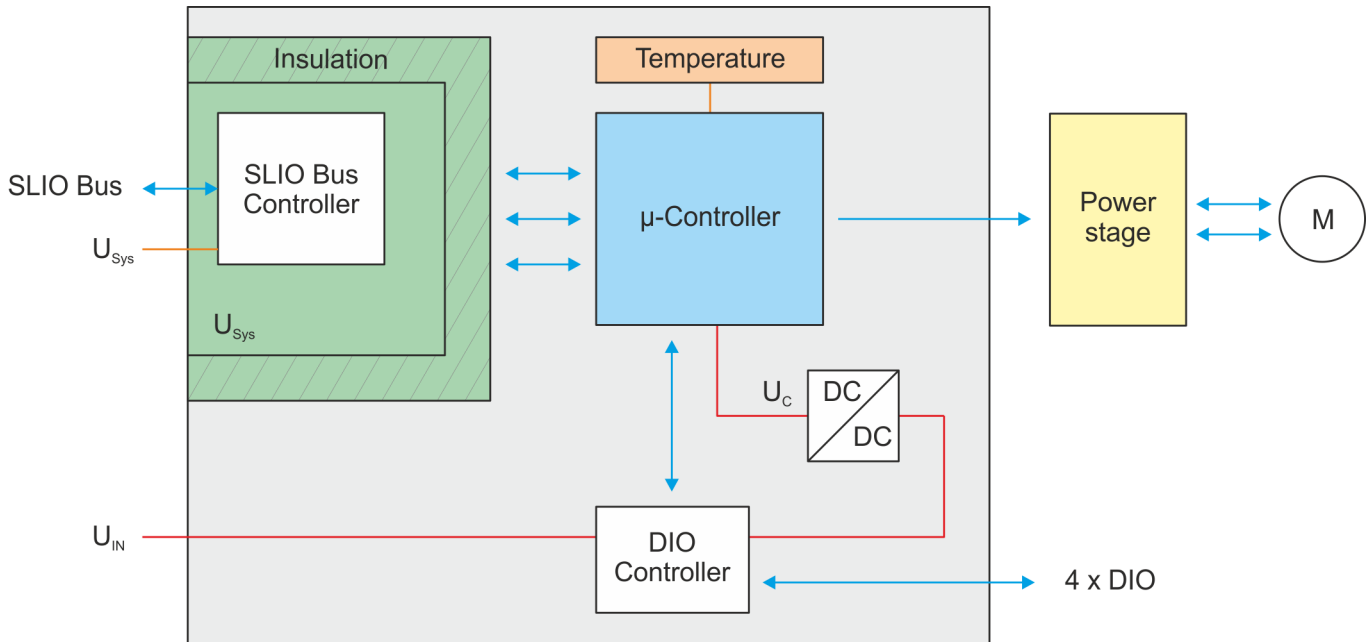 Insulation
Temperature
SLIO Bus
SLIO Bus
Controller
µ-Controller
Power
stage
M
U_Sys
U_Sys
U_C
DC
DC
U_IN
DIO
Controller
4 x DIO